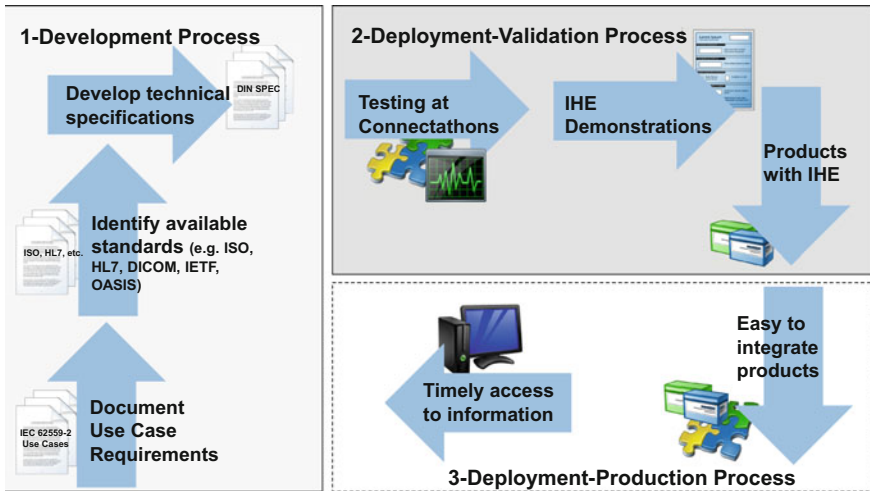 1-Development Process
Develop technical
specifications
DIN SPEC
Identify available
standards (e.g. ISO,
HL7, DICOM, IETF,
OASIS)
ISO, HL7, etc.
Document
Use Case
Requirements
IEC 62559-2
Use Cases
2-Deployment-Validation Process
Testing at
Connectathons
IHE
Demonstrations
Products
with IHE
Easy to
integrate
products
Timely access
to information
3-Deployment-Production Process